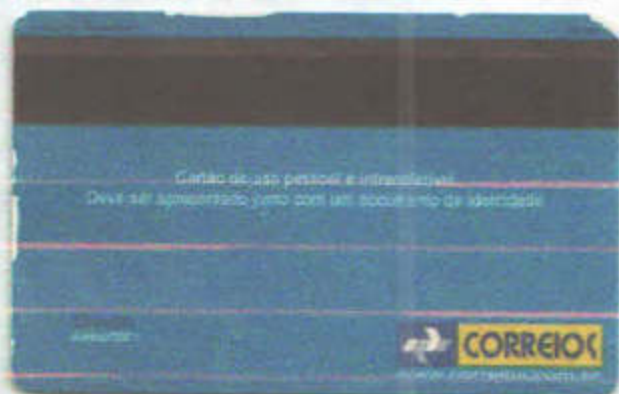 Cartão de uso pessoal e intransferível
Deve ser apresentado junto com um documento de identidade
CORREIOS